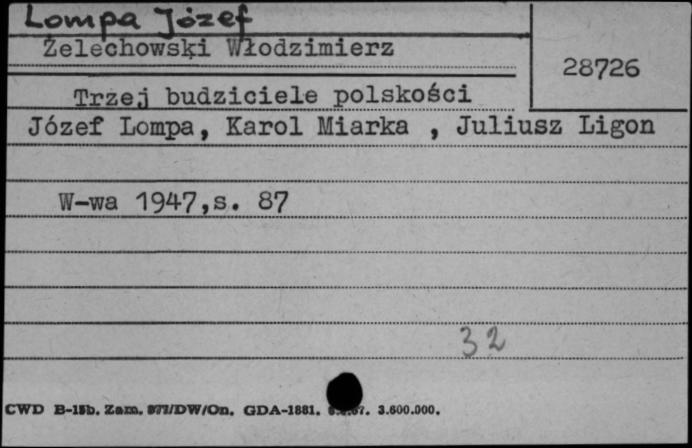 Lompa Józef
Żelechowski Włodzimierz
28726
Trzej budziciele polskości
Józef Lompa, Karol Miarka , Juliusz Ligon
W-wa 1947,s. 87
32
CWD B-15b. Zam. /DW/On. GDA-1881. 3.600.000.